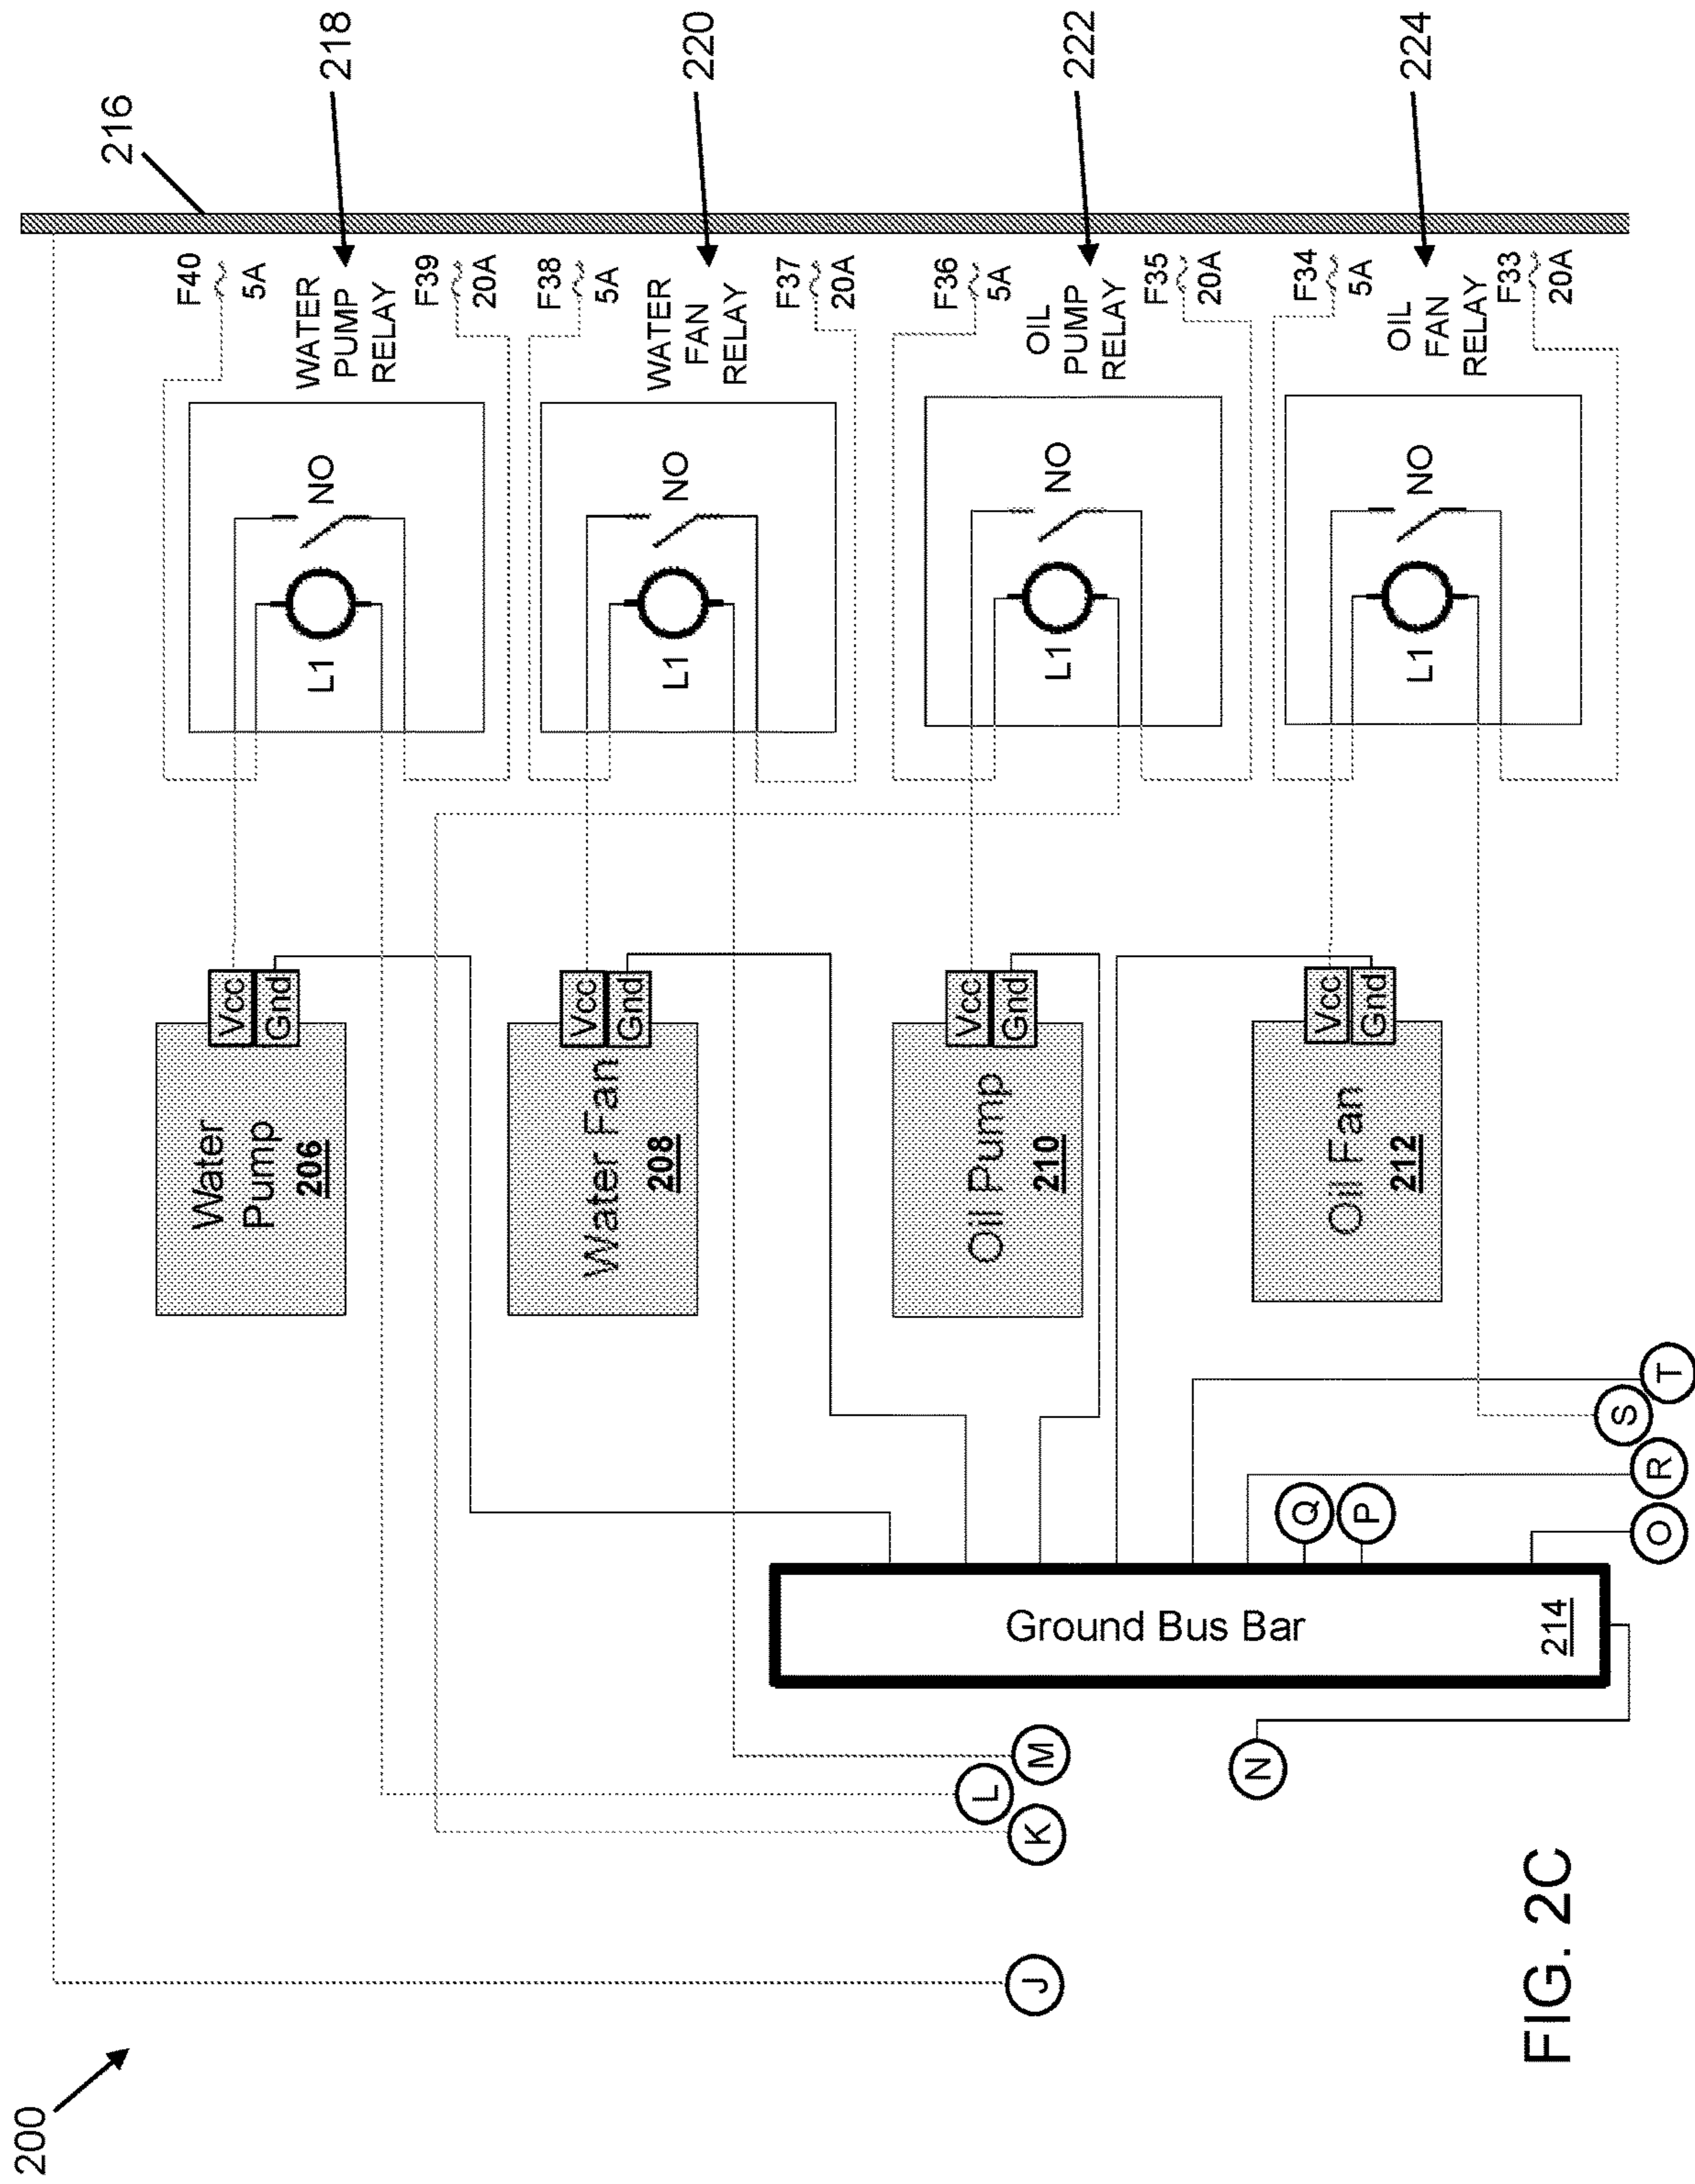 200
216
218
220
222
224
F40
5A
WATER
PUMP
RELAY
F39
20A
F38
5A
WATER
FAN
RELAY
F37
20A
F36
5A
OIL
PUMP
RELAY
F35
20A
F34
5A
OIL
FAN
RELAY
F33
20A
L1
NO
L1
NO
L1
NO
L1
NO
Vcc
Gnd
Water
Pump
206
Vcc
Gnd
Water Fan
208
Vcc
Gnd
Oil Pump
210
Vcc
Gnd
Oil Fan
212
Ground Bus Bar
214
J
K
L
M
N
O
P
Q
R
S
T
FIG. 2C